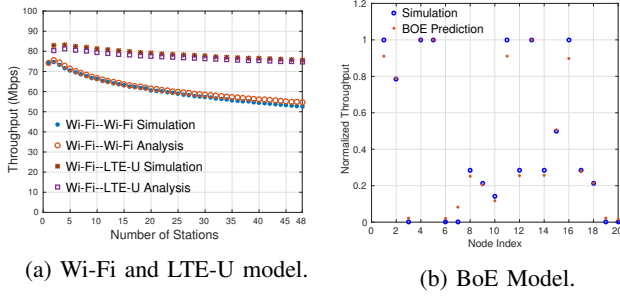 100
90
80
70
60
50
40
30
20
10
0
Throughput (Mbps)
Wi-Fi--Wi-Fi Simulation
Wi-Fi--Wi-Fi Analysis
Wi-Fi--LTE-U Simulation
Wi-Fi--LTE-U Analysis
0 5 10 15 20 25 30 35 40 45 48
Number of Stations
(a) Wi-Fi and LTE-U model.
Simulation
BOE Prediction
1.2
1
0.8
0.6
0.4
0.2
0
Normalized Throughput
0 2 4 6 8 10 12 14 16 18 20
Node Index
(b) BoE Model.